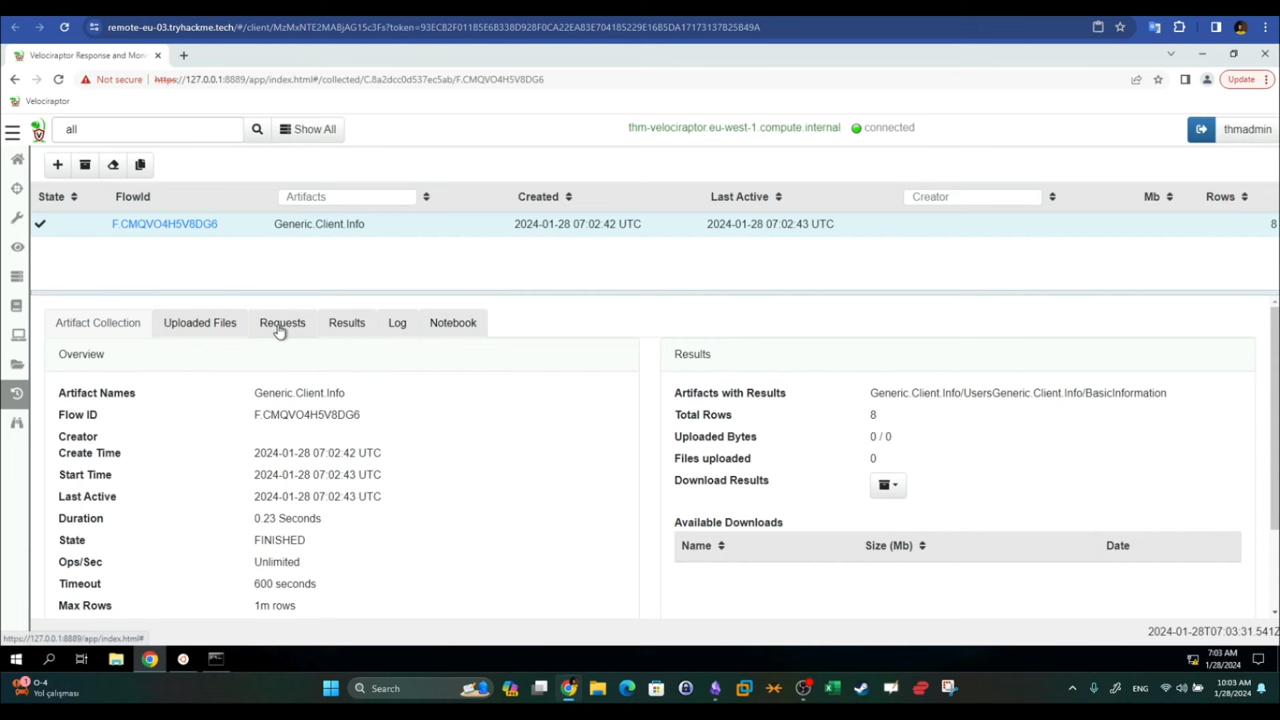 remote-eu-03.tryhackme.tech/#/client/MzMxNTE2MABjAG15c3Fs?token=93ECB2F011B5E6B338D928F0CA22EA83E704185229E16B5DA17173137B25B49A
Velociraptor Response and Mon
Not secure https://127.0.0.1:8889/app/index.html#/collected/C.8a2dcc0d537ec5ab/F.CMQVO4H5V8DG6 Update
Velociraptor
all Show All thm-velociraptor.eu-west-1.compute.internal connected thmadmin
State FlowId Artifacts Created Last Active Creator Mb Rows
F.CMQVO4H5V8DG6 Generic.Client.Info 2024-01-28 07:02:42 UTC 2024-01-28 07:02:43 UTC 8
Artifact Collection Uploaded Files Requests Results Log Notebook
Overview Results
Artifact Names Generic.Client.Info Artifacts with Results Generic.Client.Info/UsersGeneric.Client.Info/BasicInformation
Flow ID F.CMQVO4H5V8DG6 Total Rows 8
Creator Uploaded Bytes 0 / 0
Create Time 2024-01-28 07:02:42 UTC Files uploaded 0
Start Time 2024-01-28 07:02:43 UTC Download Results
Last Active 2024-01-28 07:02:43 UTC
Duration 0.23 Seconds Available Downloads
State FINISHED Name Size (Mb) Date
Ops/Sec Unlimited
Timeout 600 seconds
Max Rows 1m rows
https://127.0.0.1:8889/app/index.html#
2024-01-28T07:03:31.541Z
7:03 AM
1/28/2024
O-4
Yol çalışması
Search
ENG
10:03 AM
1/28/2024